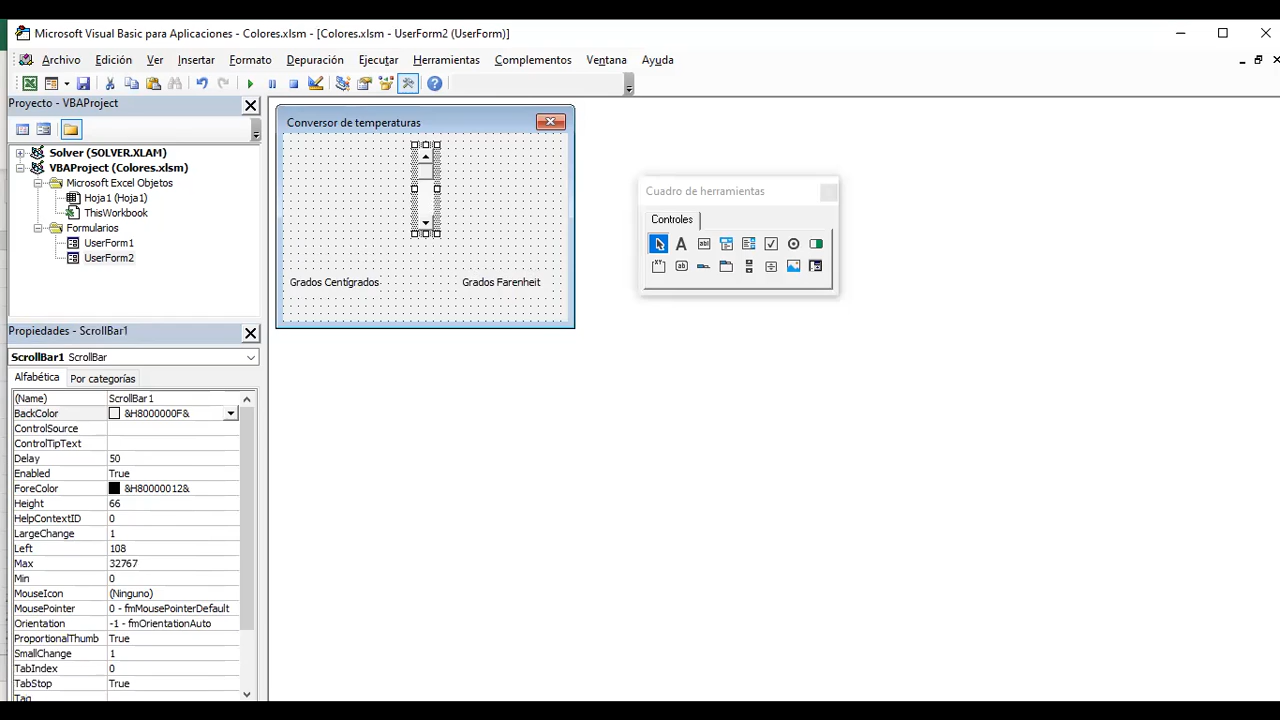 Microsoft Visual Basic para Aplicaciones - Colores.xlsm - [Colores.xlsm - UserForm2 (UserForm)]
Archivo Edición Ver Insertar Formato Depuración Ejecutar Herramientas Complementos Ventana Ayuda
Proyecto - VBAProject
Solver (SOLVER.XLAM)
VBAProject (Colores.xlsm)
Microsoft Excel Objetos
Hoja1 (Hoja1)
ThisWorkbook
Formularios
UserForm1
UserForm2
Propiedades - ScrollBar1
ScrollBar1 ScrollBar
Alfabética Por categorías
(Name) ScrollBar1
BackColor &H8000000F&
ControlSource
ControlTipText
Delay 50
Enabled True
ForeColor &H80000012&
Height 66
HelpContextID 0
LargeChange 1
Left 108
Max 32767
Min 0
MouseIcon (Ninguno)
MousePointer 0 - fmMousePointerDefault
Orientation -1 - fmOrientationAuto
ProportionalThumb True
SmallChange 1
TabIndex 0
TabStop True
Tag
Conversor de temperaturas
Grados Centígrados Grados Farenheit
Cuadro de herramientas
Controles